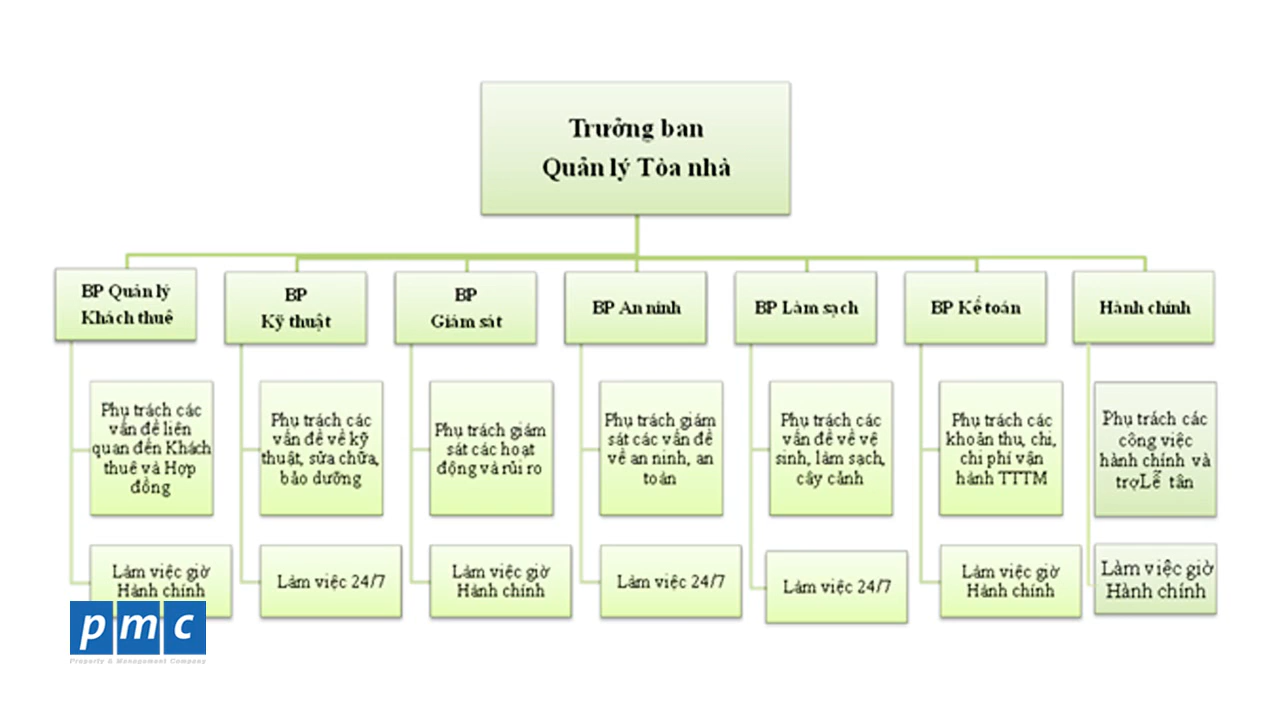 Trưởng ban
Quản lý Tòa nhà
BP Quản lý
Khách thuê
BP
Kỹ thuật
BP
Giám sát
BP An ninh
BP Làm sạch
BP Kế toán
Hành chính
Phụ trách các
vấn đề liên
quan đến Khách
thuê và Hợp
đồng
Phụ trách các
vấn đề về kỹ
thuật, sửa chữa,
bảo dưỡng
Phụ trách giám
sát các hoạt
động và rủi ro
Phụ trách giám
sát các vấn đề
về an ninh, an
toàn
Phụ trách các
vấn đề về vệ
sinh, làm sạch,
cây cảnh
Phụ trách các
khoản thu, chi,
chi phí vận
hành TTTM
Phụ trách các
công việc
hành chính và
trợLễ tân
Làm việc giờ
Hành chính
Làm việc 24/7
Làm việc giờ
Hành chính
Làm việc 24/7
Làm việc 24/7
Làm việc giờ
Hành chính
Làm việc giờ
Hành chính
pmc
Property & Management Company